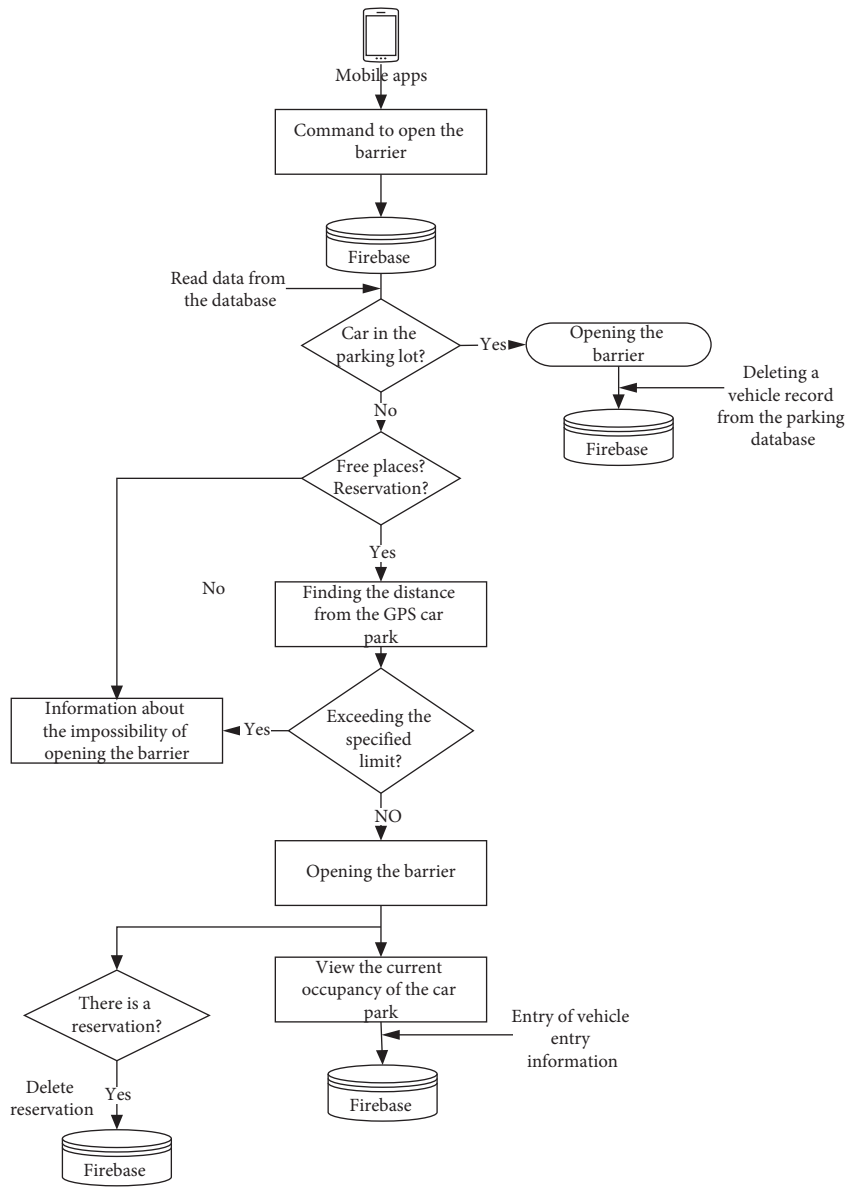 Mobile apps
Command to open the
barrier
Firebase
Read data from
the database
Car in the
parking lot?
Yes
Opening the
barrier
Deleting a
vehicle record
from the parking
database
Firebase
No
Free places?
Reservation?
Yes
No
Finding the distance
from the GPS car
park
Information about
the impossibility of
opening the barrier
Yes
Exceeding the
specified
limit?
NO
Opening the barrier
View the current
occupancy of the car
park
There is a
reservation?
Entry of vehicle
entry
information
Firebase
Delete
reservation
Yes
Firebase